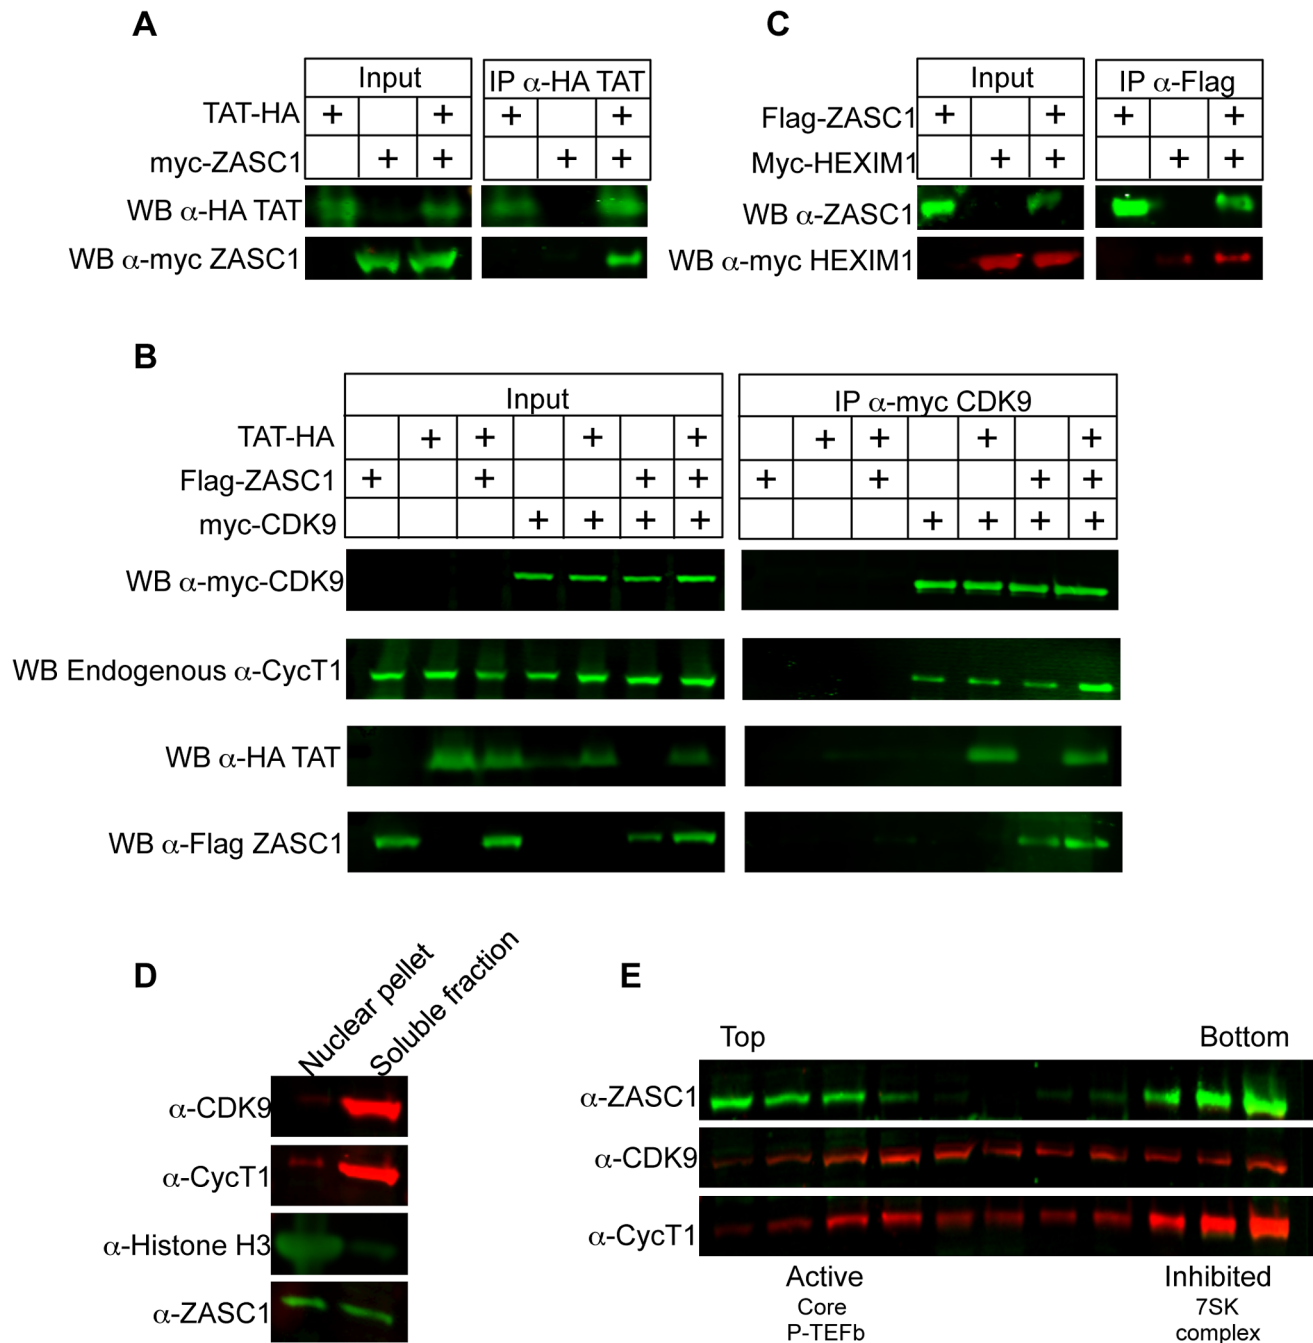 A
Input
IP α-HA TAT
TAT-HA + + + +
myc-ZASC1 + + + +
WB α-HA TAT
WB α-myc ZASC1
C
Input
IP α-Flag
Flag-ZASC1 + + + +
Myc-HEXIM1 + + + +
WB α-ZASC1
WB α-myc HEXIM1
B
Input
IP α-myc CDK9
TAT-HA + + + + + + + +
Flag-ZASC1 + + + + + + + +
myc-CDK9 + + + + + + + +
WB α-myc-CDK9
WB Endogenous α-CycT1
WB α-HA TAT
WB α-Flag ZASC1
D
Nuclear pellet
Soluble fraction
α-CDK9
α-CycT1
α-Histone H3
α-ZASC1
E
Top
Bottom
α-ZASC1
α-CDK9
α-CycT1
Active
Core
P-TEFb
Inhibited
7SK
complex